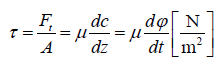 τ = F_t / A = μ dc/dz = μ dφ/dt [N/m²]